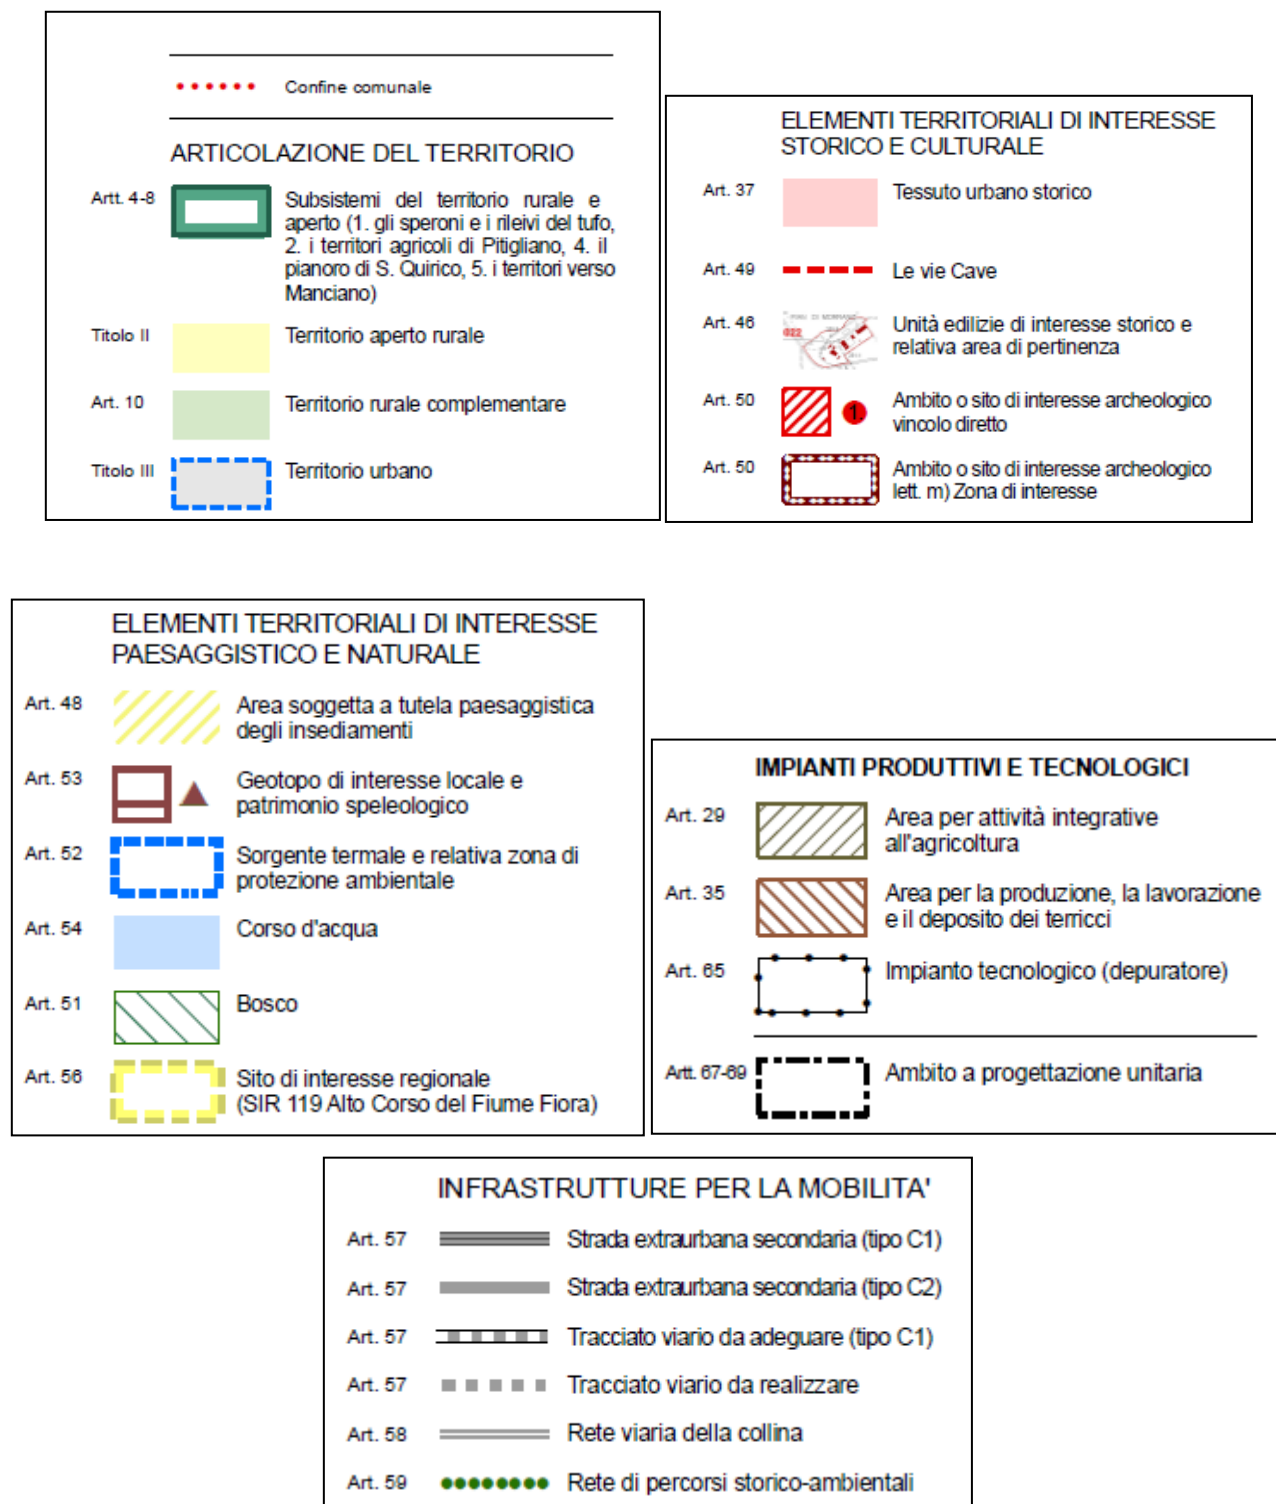 Confine comunale
ARTICOLAZIONE DEL TERRITORIO
Artt. 4-8
Subsistemi del territorio rurale e
aperto (1. gli speroni e i rileivi del tufo,
2. i territori agricoli di Pitigliano, 4. il
pianoro di S. Quirico, 5. i territori verso
Manciano)
Titolo II
Territorio aperto rurale
Art. 10
Territorio rurale complementare
Titolo III
Territorio urbano
ELEMENTI TERRITORIALI DI INTERESSE
STORICO E CULTURALE
Art. 37
Tessuto urbano storico
Art. 49
Le vie Cave
Art. 46
022
Unità edilizie di interesse storico e
relativa area di pertinenza
Art. 50
1
Ambito o sito di interesse archeologico
vincolo diretto
Art. 50
Ambito o sito di interesse archeologico
lett. m) Zona di interesse
ELEMENTI TERRITORIALI DI INTERESSE
PAESAGGISTICO E NATURALE
Art. 48
Area soggetta a tutela paesaggistica
degli insediamenti
Art. 53
Geotopo di interesse locale e
patrimonio speleologico
Art. 52
Sorgente termale e relativa zona di
protezione ambientale
Art. 54
Corso d'acqua
Art. 51
Bosco
Art. 56
Sito di interesse regionale
(SIR 119 Alto Corso del Fiume Fiora)
IMPIANTI PRODUTTIVI E TECNOLOGICI
Art. 29
Area per attività integrative
all'agricoltura
Art. 35
Area per la produzione, la lavorazione
e il deposito dei terricci
Art. 65
Impianto tecnologico (depuratore)
Artt. 67-69
Ambito a progettazione unitaria
INFRASTRUTTURE PER LA MOBILITA'
Art. 57
Strada extraurbana secondaria (tipo C1)
Art. 57
Strada extraurbana secondaria (tipo C2)
Art. 57
Tracciato viario da adeguare (tipo C1)
Art. 57
Tracciato viario da realizzare
Art. 58
Rete viaria della collina
Art. 59
Rete di percorsi storico-ambientali